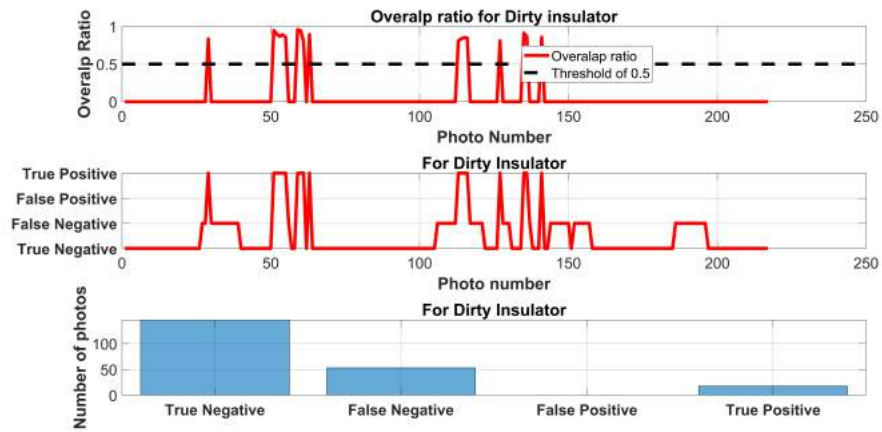 Overalp ratio for Dirty insulator
Overalp Ratio
1
0.5
0
Overalap ratio
Threshold of 0.5
0 50 100 150 200 250
Photo Number
For Dirty Insulator
True Positive
False Positive
False Negative
True Negative
0 50 100 150 200 250
Photo number
For Dirty Insulator
Number of photos
100
50
0
True Negative False Negative False Positive True Positive